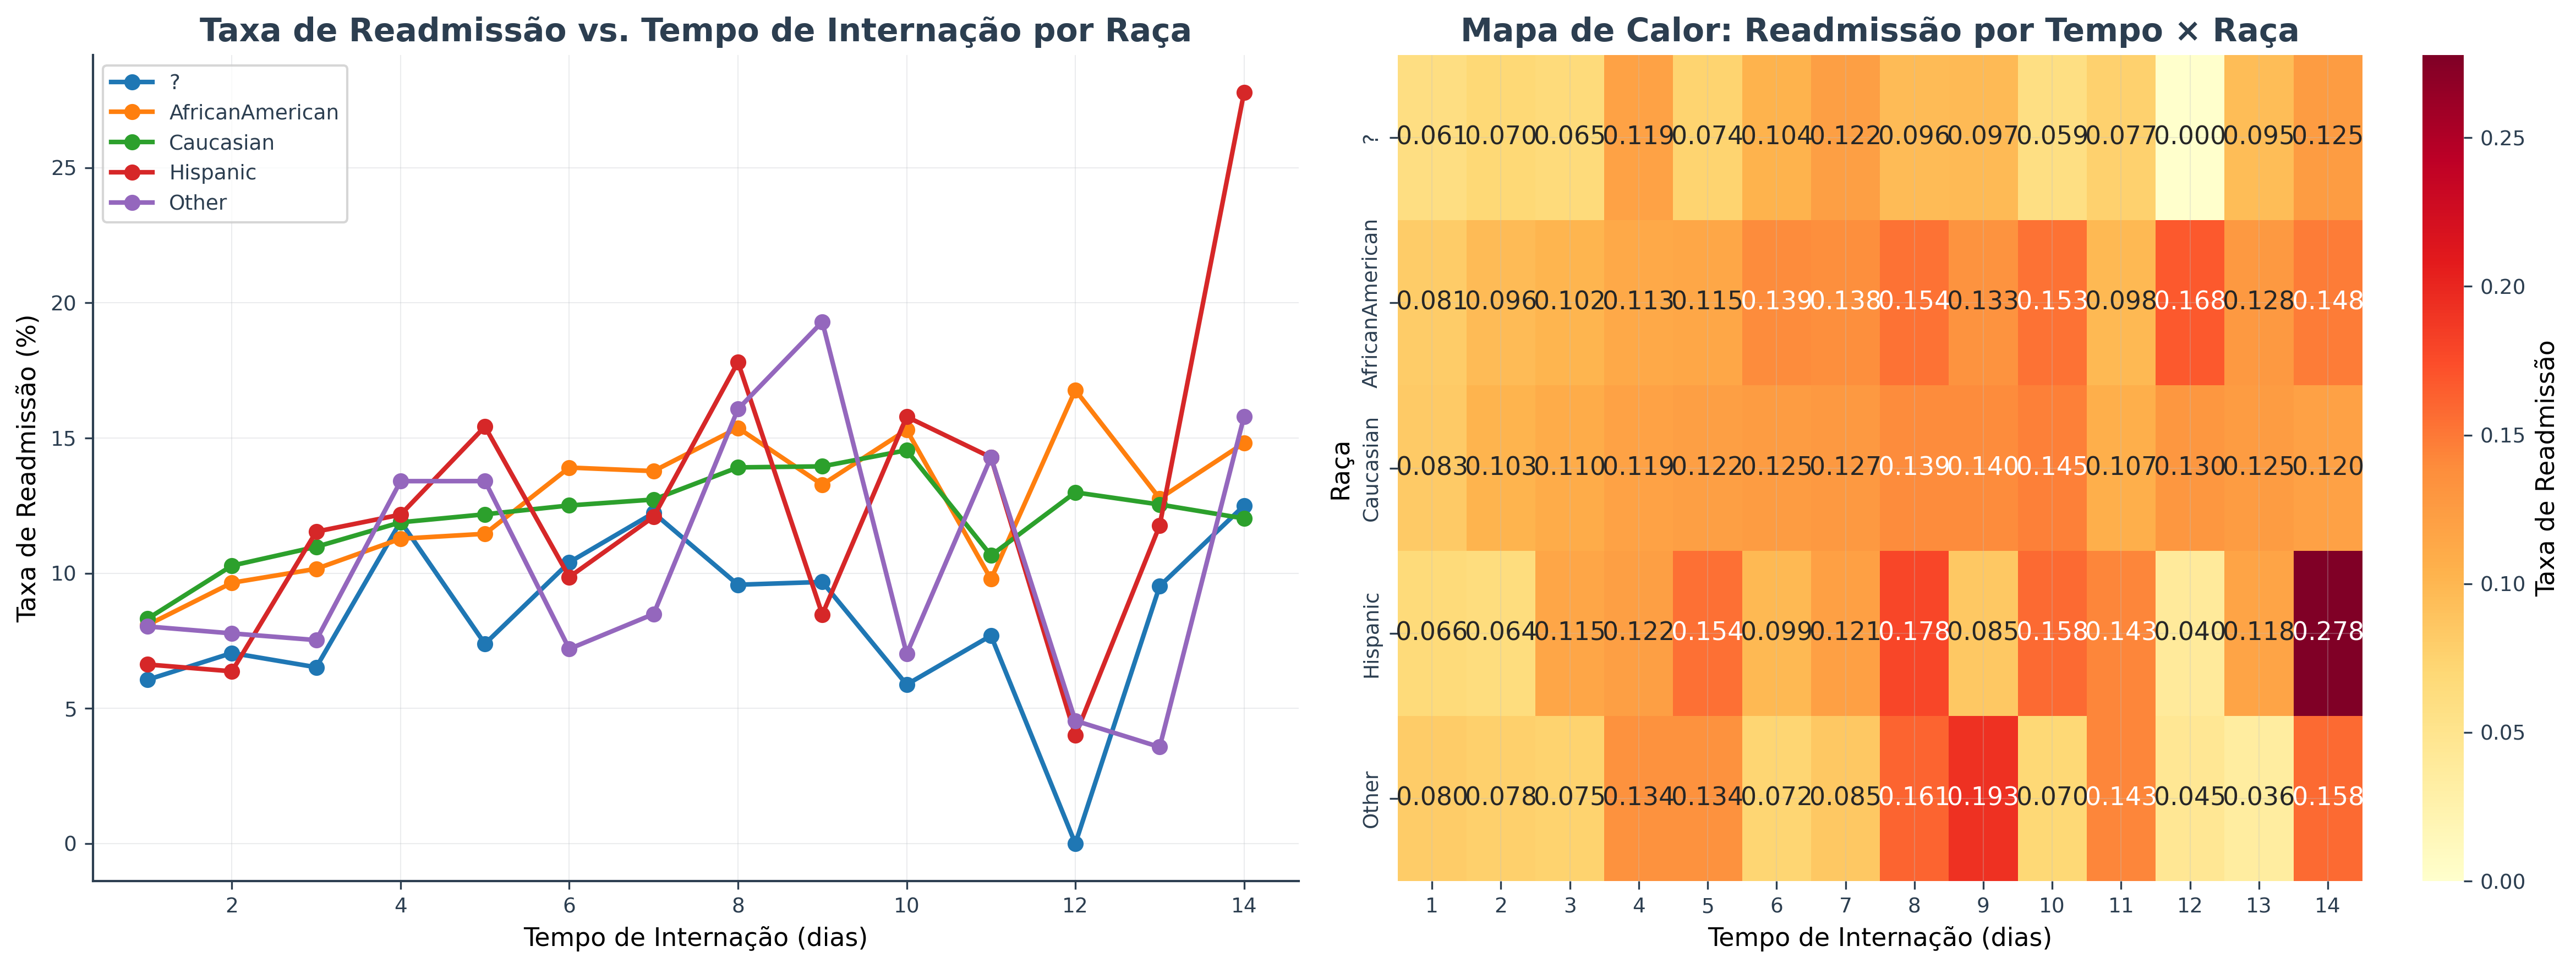 Taxa de Readmissão vs. Tempo de Internação por Raça
?
AfricanAmerican
Caucasian
Hispanic
Other
25
20
15
10
5
0
Taxa de Readmissão (%)
2 4 6 8 10 12 14
Tempo de Internação (dias)
Mapa de Calor: Readmissão por Tempo × Raça
Raça
? 0.061 0.070 0.065 0.119 0.074 0.104 0.122 0.096 0.097 0.059 0.077 0.000 0.095 0.125
AfricanAmerican 0.081 0.096 0.102 0.113 0.115 0.139 0.138 0.154 0.133 0.153 0.098 0.168 0.128 0.148
Caucasian 0.083 0.103 0.110 0.119 0.122 0.125 0.127 0.139 0.140 0.145 0.107 0.130 0.125 0.120
Hispanic 0.066 0.064 0.115 0.122 0.154 0.099 0.121 0.178 0.085 0.158 0.143 0.040 0.118 0.278
Other 0.080 0.078 0.075 0.134 0.134 0.072 0.085 0.161 0.193 0.070 0.143 0.045 0.036 0.158
1 2 3 4 5 6 7 8 9 10 11 12 13 14
Tempo de Internação (dias)
0.25
0.20
0.15
0.10
0.05
0.00
Taxa de Readmissão